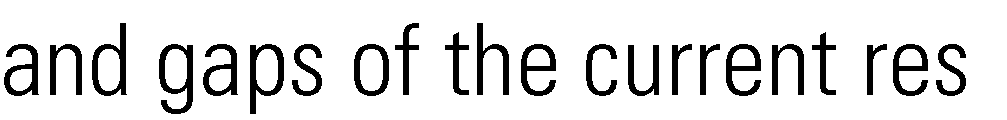 and gaps of the current res